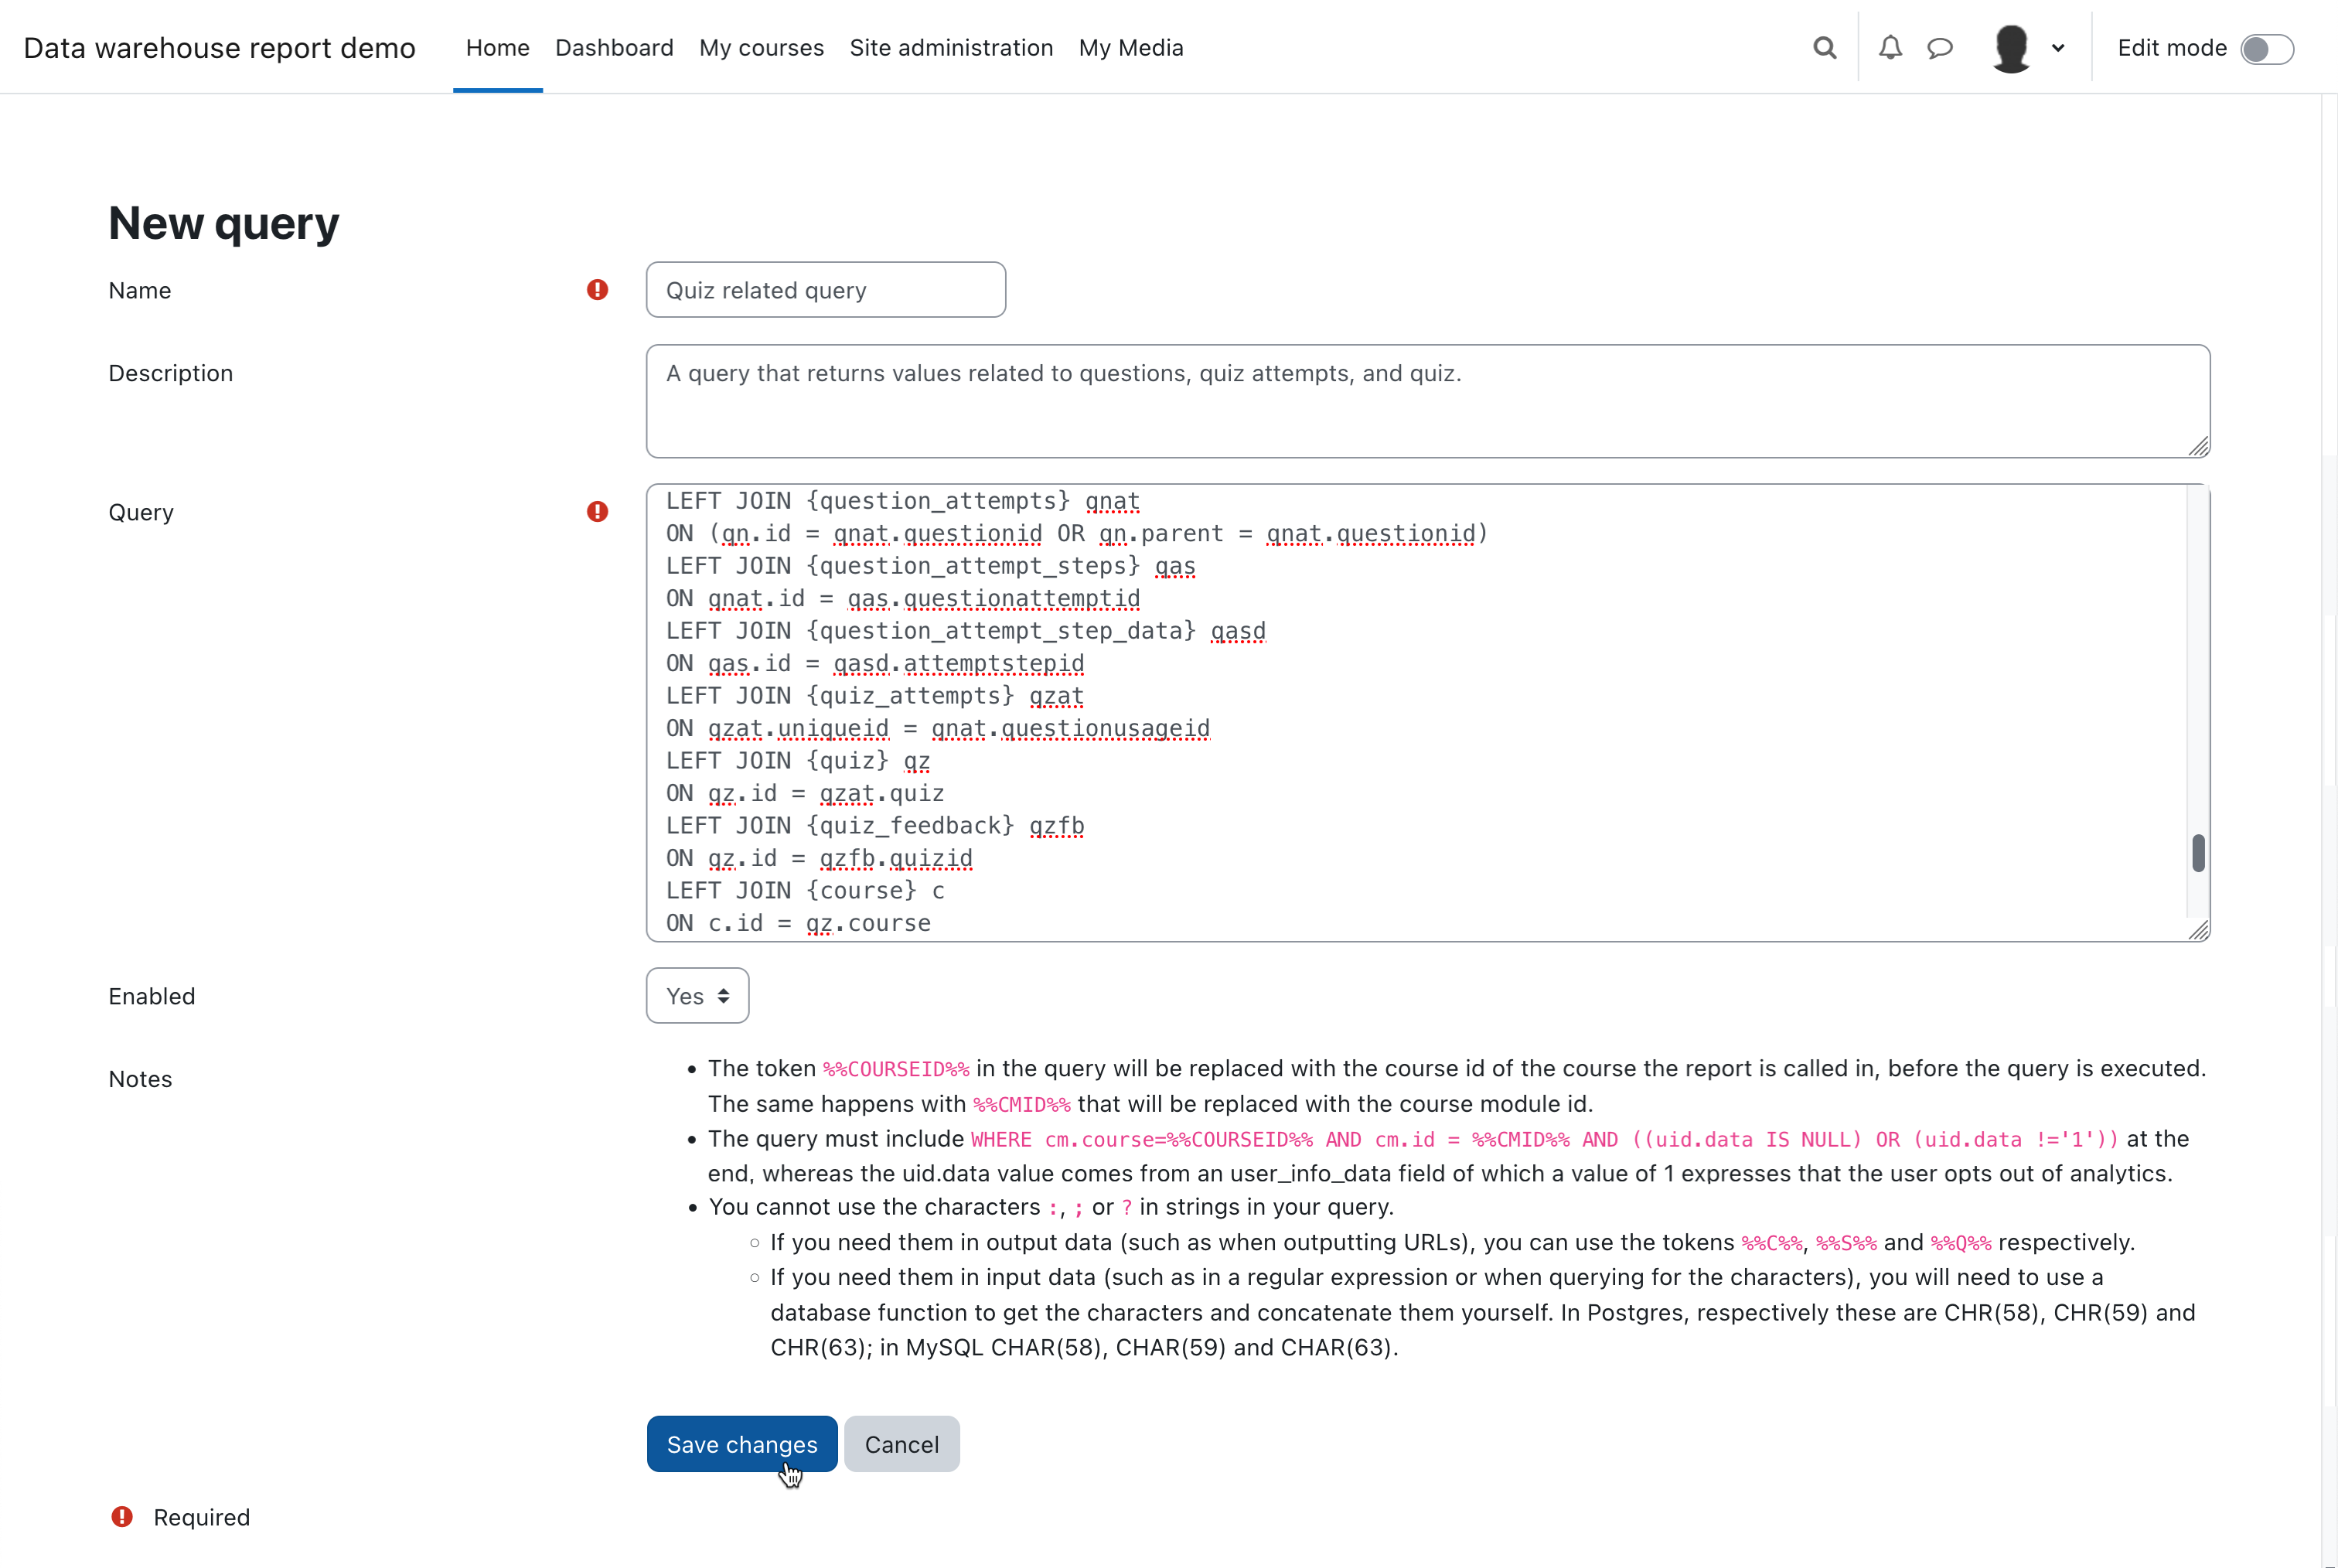 Data warehouse report demo Home Dashboard My courses Site administration My Media Edit mode
New query
Name Quiz related query
Description A query that returns values related to questions, quiz attempts, and quiz.
Query
LEFT JOIN {question_attempts} qnat
ON (qn.id = qnat.questionid OR qn.parent = qnat.questionid)
LEFT JOIN {question_attempt_steps} qas
ON qnat.id = qas.questionattemptid
LEFT JOIN {question_attempt_step_data} qasd
ON qas.id = qasd.attemptstepid
LEFT JOIN {quiz_attempts} qzat
ON qzat.uniqueid = qnat.questionusageid
LEFT JOIN {quiz} qz
ON qz.id = qzat.quiz
LEFT JOIN {quiz_feedback} qzfb
ON qz.id = qzfb.quizid
LEFT JOIN {course} c
ON c.id = qz.course
Enabled Yes
Notes
• The token %%COURSEID%% in the query will be replaced with the course id of the course the report is called in, before the query is executed.
The same happens with %%CMID%% that will be replaced with the course module id.
• The query must include WHERE cm.course=%%COURSEID%% AND cm.id = %%CMID%% AND ((uid.data IS NULL) OR (uid.data !='1')) at the
end, whereas the uid.data value comes from an user_info_data field of which a value of 1 expresses that the user opts out of analytics.
• You cannot use the characters :, ; or ? in strings in your query.
◦ If you need them in output data (such as when outputting URLs), you can use the tokens %%C%%, %%S%% and %%Q%% respectively.
◦ If you need them in input data (such as in a regular expression or when querying for the characters), you will need to use a
database function to get the characters and concatenate them yourself. In Postgres, respectively these are CHR(58), CHR(59) and
CHR(63); in MySQL CHAR(58), CHAR(59) and CHAR(63).
Save changes Cancel
Required